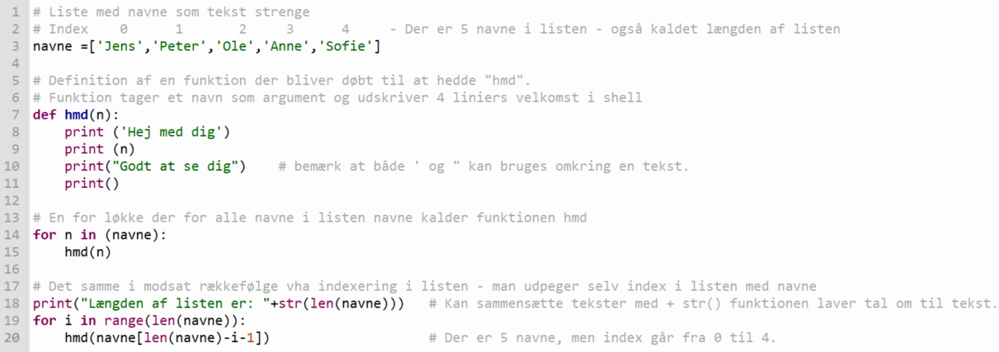 1 # Liste med navne som tekst strenge
2 # Index    0      1       2     3      4     - Der er 5 navne i listen - også kaldet længden af listen
3 navne =['Jens','Peter','Ole','Anne','Sofie']
4
5 # Definition af en funktion der bliver døbt til at hedde "hmd".
6 # Funktion tager et navn som argument og udskriver 4 liniers velkomst i shell
7 def hmd(n):
8     print ('Hej med dig')
9     print (n)
10     print("Godt at se dig")    # bemærk at både ' og " kan bruges omkring en tekst.
11     print()
12
13 # En for løkke der for alle navne i listen navne kalder funktionen hmd
14 for n in (navne):
15     hmd(n)
16
17 # Det samme i modsat rækkefølge vha indexering i listen - man udpeger selv index i listen med navne
18 print("Længden af listen er: "+str(len(navne)))   # Kan sammensætte tekster med + str() funktionen laver tal om til tekst.
19 for i in range(len(navne)):
20     hmd(navne[len(navne)-i-1])                    # Der er 5 navne, men index går fra 0 til 4.